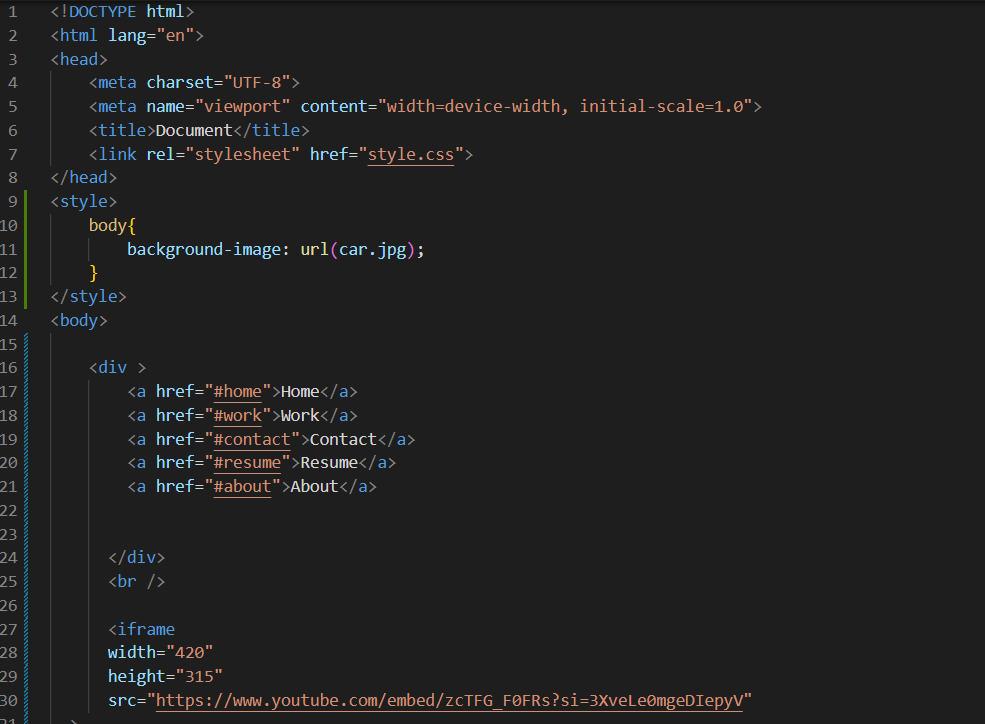 1 <!DOCTYPE html>
2 <html lang="en">
3 <head>
4     <meta charset="UTF-8">
5     <meta name="viewport" content="width=device-width, initial-scale=1.0">
6     <title>Document</title>
7     <link rel="stylesheet" href="style.css">
8 </head>
9 <style>
10     body{
11         background-image: url(car.jpg);
12     }
13 </style>
14 <body>
15
16     <div >
17         <a href="#home">Home</a>
18         <a href="#work">Work</a>
19         <a href="#contact">Contact</a>
20         <a href="#resume">Resume</a>
21         <a href="#about">About</a>
22
23
24       </div>
25       <br />
26
27       <iframe
28       width="420"
29       height="315"
30       src="https://www.youtube.com/embed/zcTFG_F0FRs?si=3XveLe0mgeDIepyV"